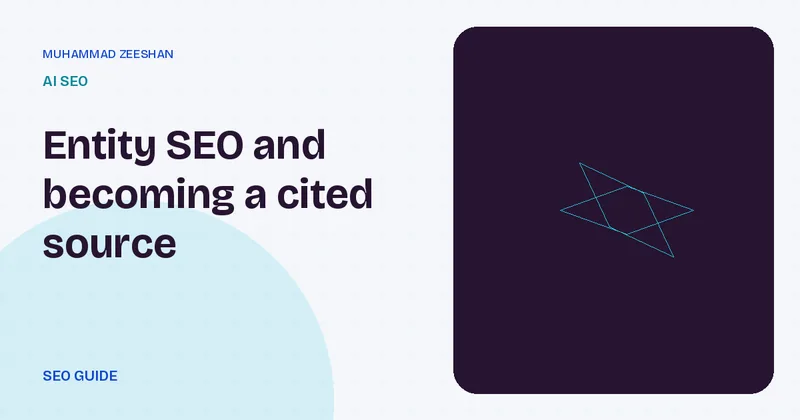 MUHAMMAD ZEESHAN
AI SEO
Entity SEO and
becoming a cited
source
SEO GUIDE